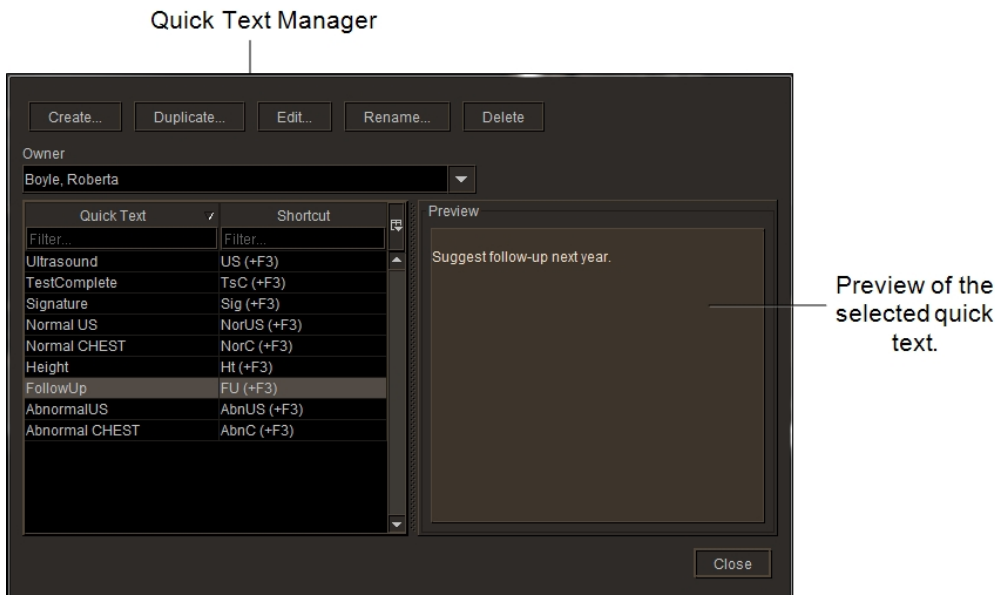 Quick Text Manager
Create... Duplicate... Edit... Rename... Delete
Owner
Boyle, Roberta
Quick Text Shortcut
Filter... Filter...
Ultrasound US (+F3)
TestComplete TsC (+F3)
Signature Sig (+F3)
Normal US NorUS (+F3)
Normal CHEST NorC (+F3)
Height Ht (+F3)
FollowUp FU (+F3)
AbnormalUS AbnUS (+F3)
Abnormal CHEST AbnC (+F3)
Preview
Suggest follow-up next year.
Close
Preview of the
selected quick
text.